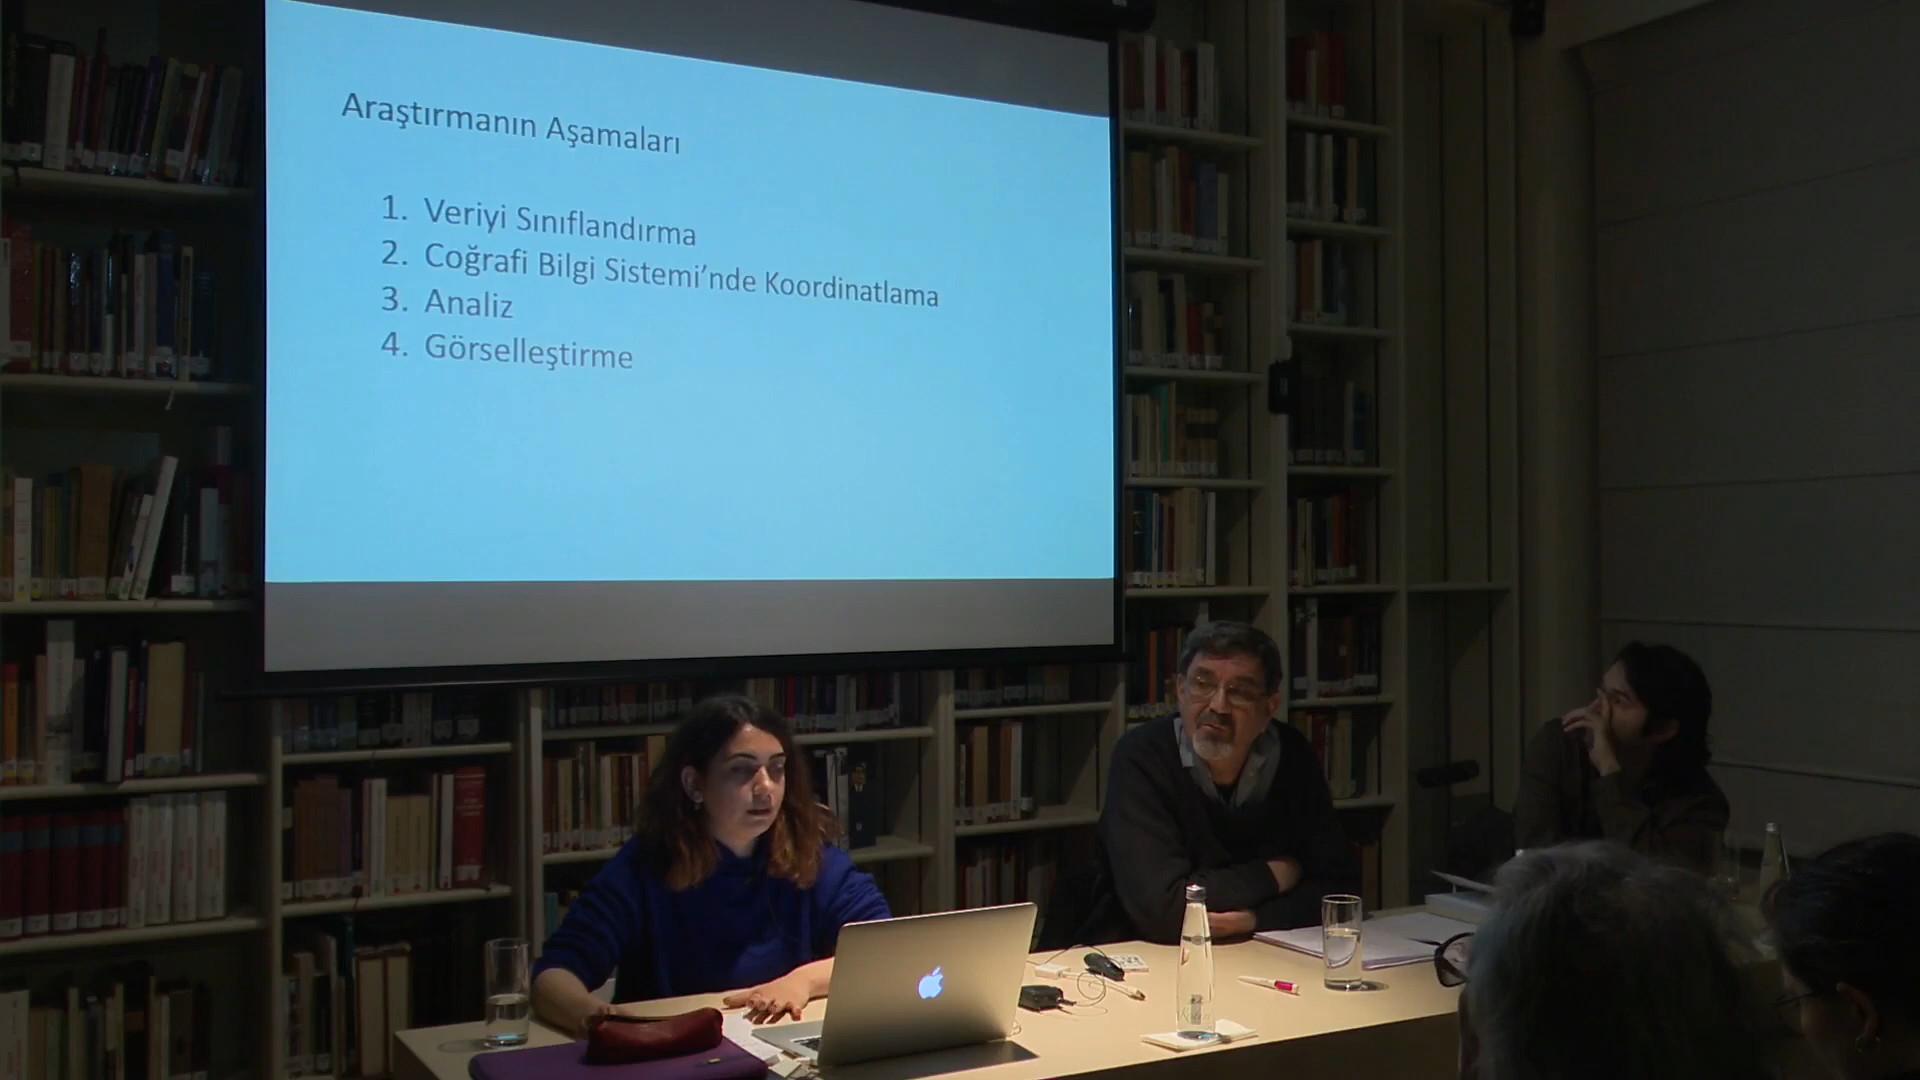 Araştırmanın Aşamaları
1. Veriyi Sınıflandırma
2. Coğrafi Bilgi Sistemi’nde Koordinatlama
3. Analiz
4. Görselleştirme